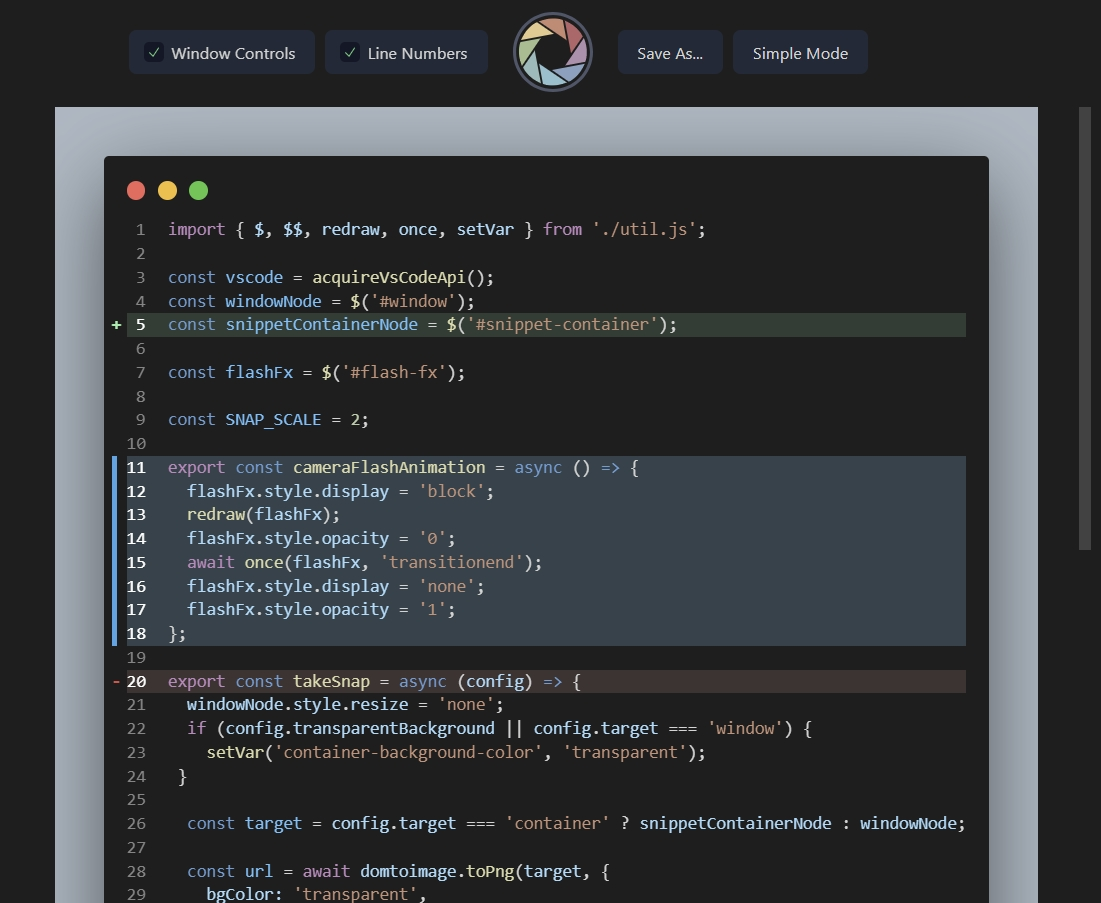 Window Controls
Line Numbers
Save As...
Simple Mode
1 import { $, $$, redraw, once, setVar } from './util.js';
2
3 const vscode = acquireVsCodeApi();
4 const windowNode = $('#window');
+ 5 const snippetContainerNode = $('#snippet-container');
6
7 const flashFx = $('#flash-fx');
8
9 const SNAP_SCALE = 2;
10
11 export const cameraFlashAnimation = async () => {
12   flashFx.style.display = 'block';
13   redraw(flashFx);
14   flashFx.style.opacity = '0';
15   await once(flashFx, 'transitionend');
16   flashFx.style.display = 'none';
17   flashFx.style.opacity = '1';
18 };
19
- 20 export const takeSnap = async (config) => {
21   windowNode.style.resize = 'none';
22   if (config.transparentBackground || config.target === 'window') {
23     setVar('container-background-color', 'transparent');
24  }
25
26   const target = config.target === 'container' ? snippetContainerNode : windowNode;
27
28   const url = await domtoimage.toPng(target, {
29     bgColor: 'transparent',